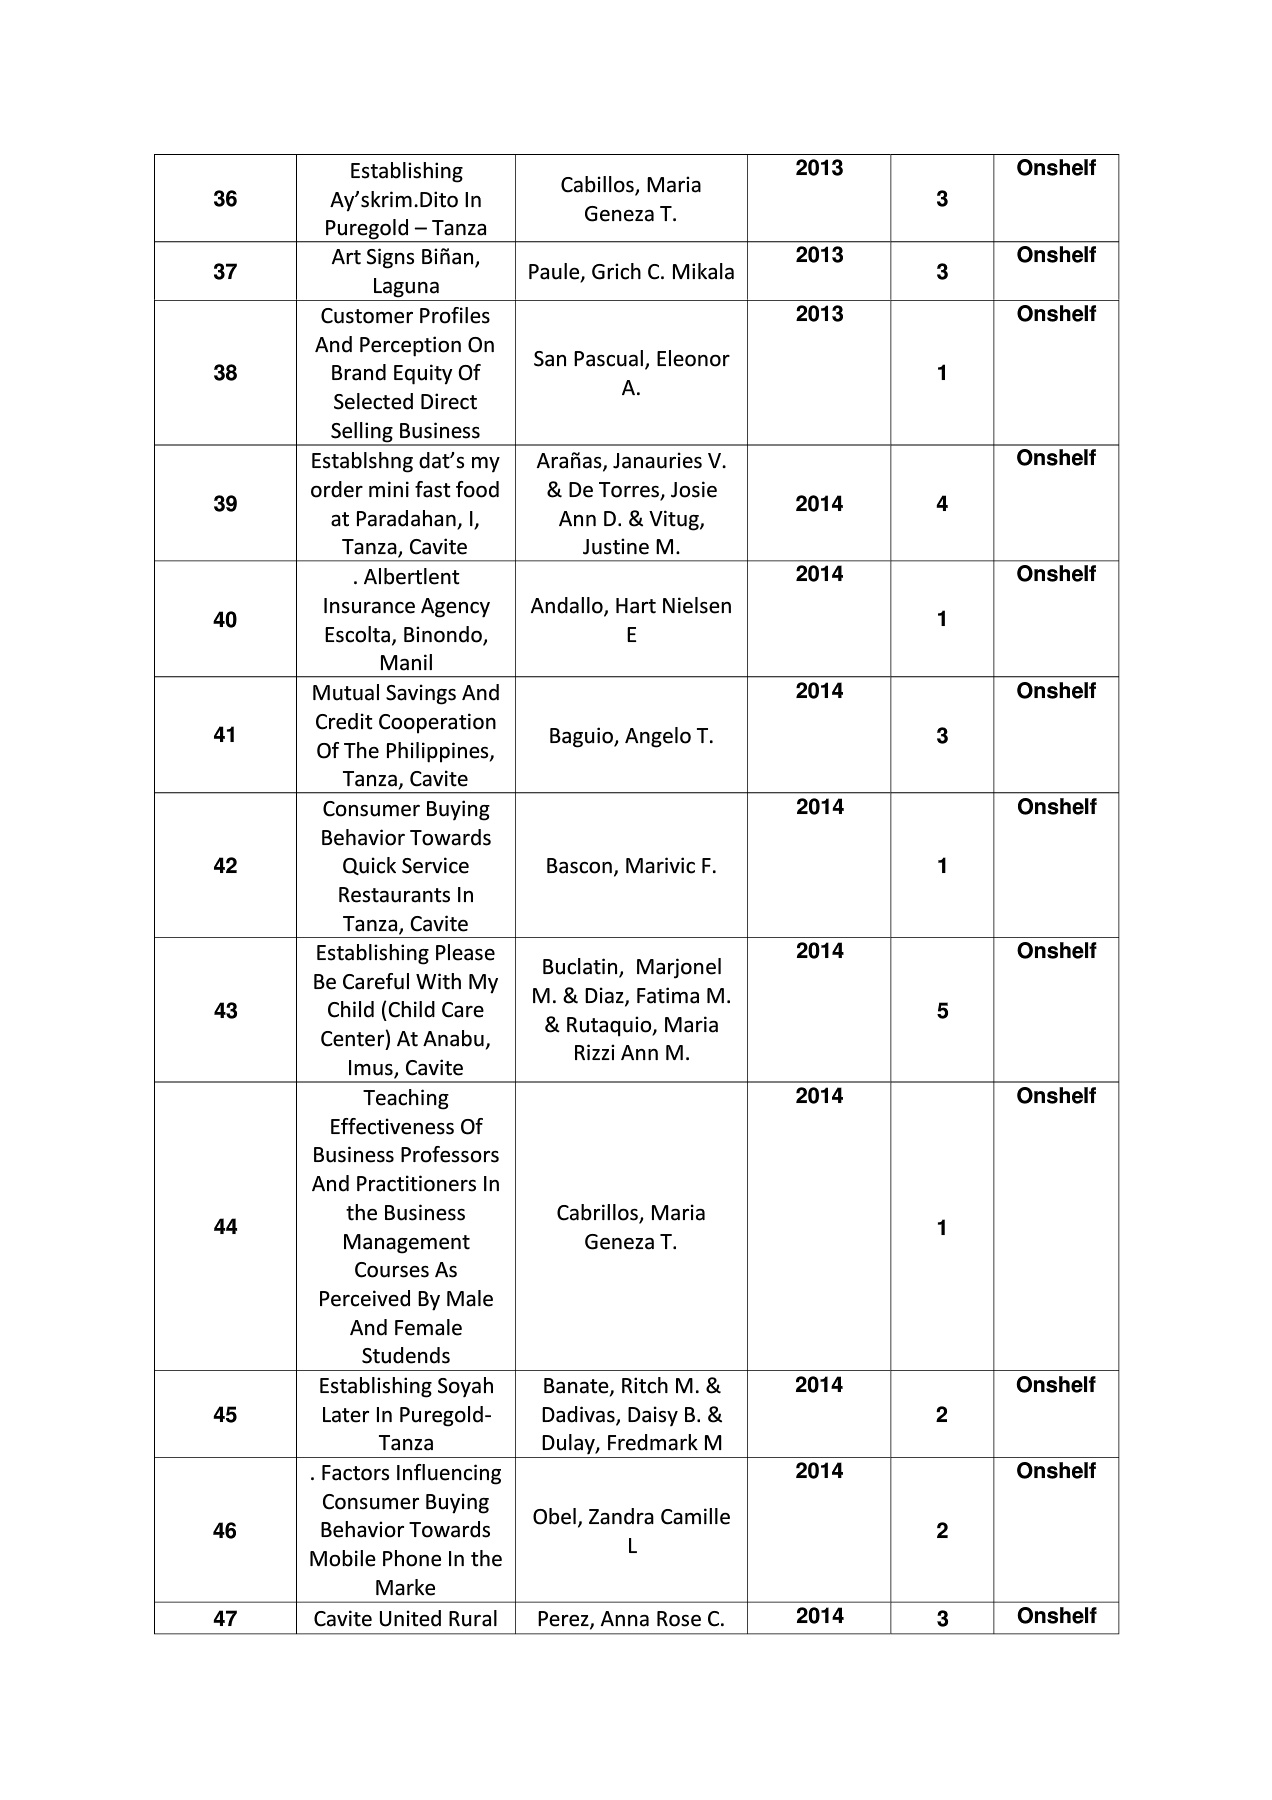 36
Establishing
Ay’skrim.Dito In
Puregold – Tanza
Cabillos, Maria
Geneza T.
2013
3
Onshelf
37
Art Signs Biñan,
Laguna
Paule, Grich C. Mikala
2013
3
Onshelf
38
Customer Profiles
And Perception On
Brand Equity Of
Selected Direct
Selling Business
San Pascual, Eleonor
A.
2013
1
Onshelf
39
Establshng dat’s my
order mini fast food
at Paradahan, I,
Tanza, Cavite
Arañas, Janauries V.
& De Torres, Josie
Ann D. & Vitug,
Justine M.
2014
4
Onshelf
40
. Albertlent
Insurance Agency
Escolta, Binondo,
Manil
Andallo, Hart Nielsen
E
2014
1
Onshelf
41
Mutual Savings And
Credit Cooperation
Of The Philippines,
Tanza, Cavite
Baguio, Angelo T.
2014
3
Onshelf
42
Consumer Buying
Behavior Towards
Quick Service
Restaurants In
Tanza, Cavite
Bascon, Marivic F.
2014
1
Onshelf
43
Establishing Please
Be Careful With My
Child (Child Care
Center) At Anabu,
Imus, Cavite
Buclatin,  Marjonel
M. & Diaz, Fatima M.
& Rutaquio, Maria
Rizzi Ann M.
2014
5
Onshelf
44
Teaching
Effectiveness Of
Business Professors
And Practitioners In
the Business
Management
Courses As
Perceived By Male
And Female
Studends
Cabrillos, Maria
Geneza T.
2014
1
Onshelf
45
Establishing Soyah
Later In Puregold-
Tanza
Banate, Ritch M. &
Dadivas, Daisy B. &
Dulay, Fredmark M
2014
2
Onshelf
46
. Factors Influencing
Consumer Buying
Behavior Towards
Mobile Phone In the
Marke
Obel, Zandra Camille
L
2014
2
Onshelf
47
Cavite United Rural
Perez, Anna Rose C.
2014
3
Onshelf